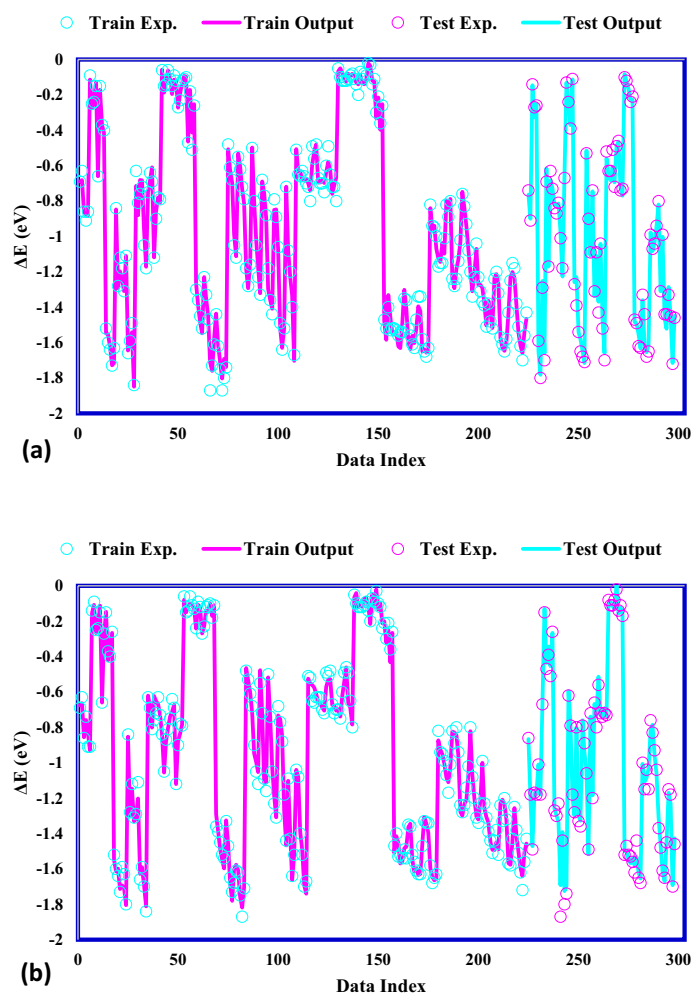 Train Exp. Train Output Test Exp. Test Output
0
-0.2
-0.4
-0.6
-0.8
-1
-1.2
-1.4
-1.6
-1.8
-2
ΔE (eV)
0 50 100 150 200 250 300
Data Index
(a)
Train Exp. Train Output Test Exp. Test Output
0
-0.2
-0.4
-0.6
-0.8
-1
-1.2
-1.4
-1.6
-1.8
-2
ΔE (eV)
0 50 100 150 200 250 300
Data Index
(b)